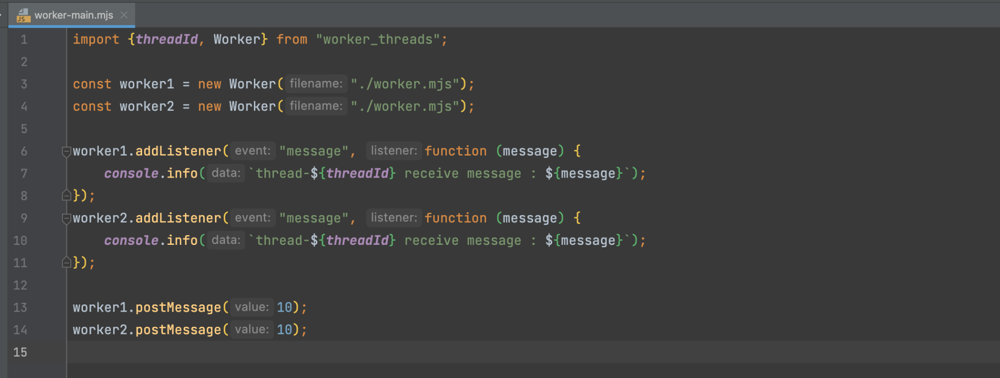 JS worker-main.mjs
1 import {threadId, Worker} from "worker_threads";
2
3 const worker1 = new Worker( filename: "./worker.mjs");
4 const worker2 = new Worker( filename: "./worker.mjs");
5
6 worker1.addListener( event: "message", listener: function (message) {
7     console.info( data: `thread-${threadId} receive message : ${message}`);
8 });
9 worker2.addListener( event: "message", listener: function (message) {
10     console.info( data: `thread-${threadId} receive message : ${message}`);
11 });
12
13 worker1.postMessage( value: 10);
14 worker2.postMessage( value: 10);
15